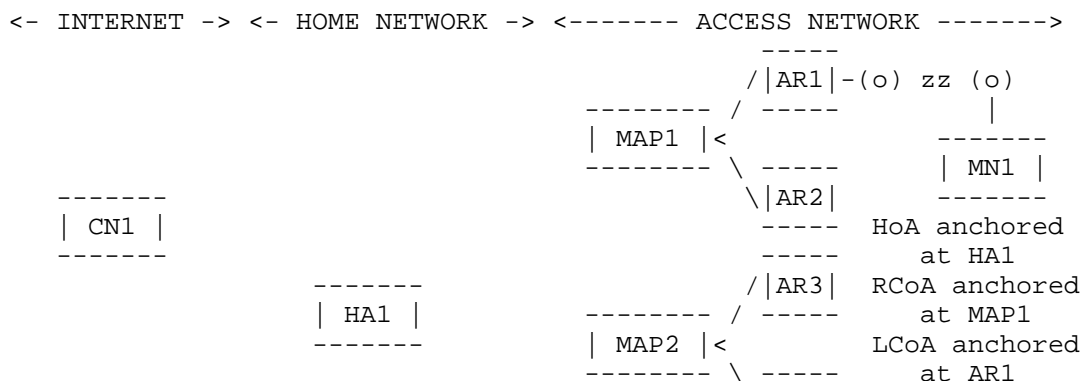 <- INTERNET -> <- HOME NETWORK -> <------- ACCESS NETWORK ------->
-----
/|AR1|-(o) zz (o)
-------- / ----- |
| MAP1 |< -------
-------- \ ----- | MN1 |
------- \|AR2| -------
| CN1 | ----- HoA anchored
------- ----- at HA1
------- /|AR3| RCoA anchored
| HA1 | -------- / ----- at MAP1
------- | MAP2 |< LCoA anchored
-------- \ ----- at AR1